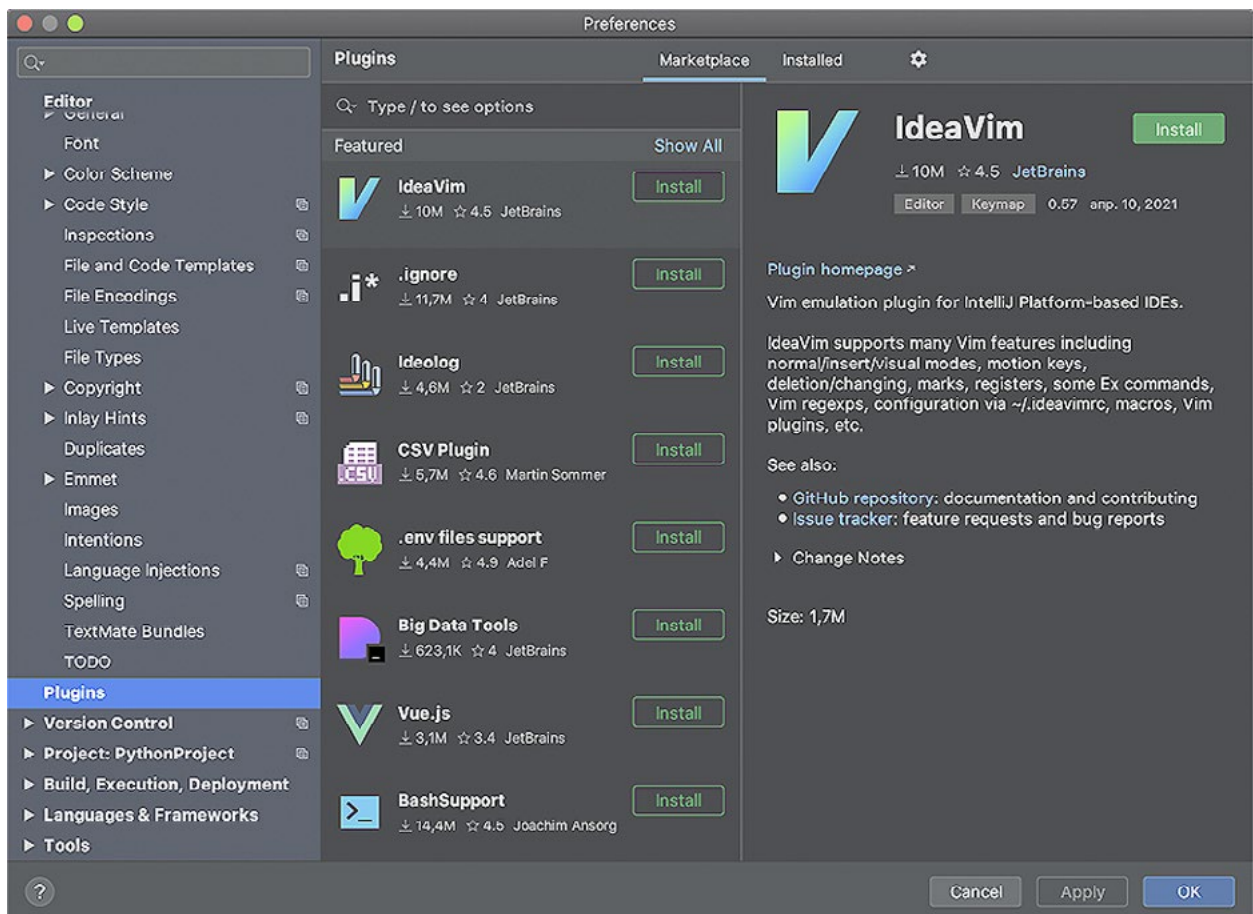 Preferences
Editor
General
Font
Color Scheme
Code Style
Inspections
File and Code Templates
File Encodings
Live Templates
File Types
Copyright
Inlay Hints
Duplicates
Emmet
Images
Intentions
Language Injections
Spelling
TextMate Bundles
TODO
Plugins
Version Control
Project: PythonProject
Build, Execution, Deployment
Languages & Frameworks
Tools
?
Plugins
Marketplace
Installed
Type / to see options
Featured
Show All
IdeaVim
Install
10M 4.5 JetBrains
.ignore
Install
11,7M 4 JetBrains
Ideolog
Install
4,6M 2 JetBrains
.CSV
CSV Plugin
Install
5,7M 4.6 Martin Sommer
.env files support
Install
4,4M 4.9 Adel F
Big Data Tools
Install
623,1K 4 JetBrains
Vue.js
Install
3,1M 3.4 JetBrains
BashSupport
Install
14,4M 4.5 Joachim Ansorg
IdeaVim
Install
10M 4.5 JetBrains
Editor Keymap 0.57 апр. 10, 2021
Plugin homepage
Vim emulation plugin for IntelliJ Platform-based IDEs.
IdeaVim supports many Vim features including
normal/insert/visual modes, motion keys,
deletion/changing, marks, registers, some Ex commands,
Vim regexps, configuration via ~/.ideavimrc, macros, Vim
plugins, etc.
See also:
• GitHub repository: documentation and contributing
• Issue tracker: feature requests and bug reports
Change Notes
Size: 1,7M
Cancel
Apply
OK